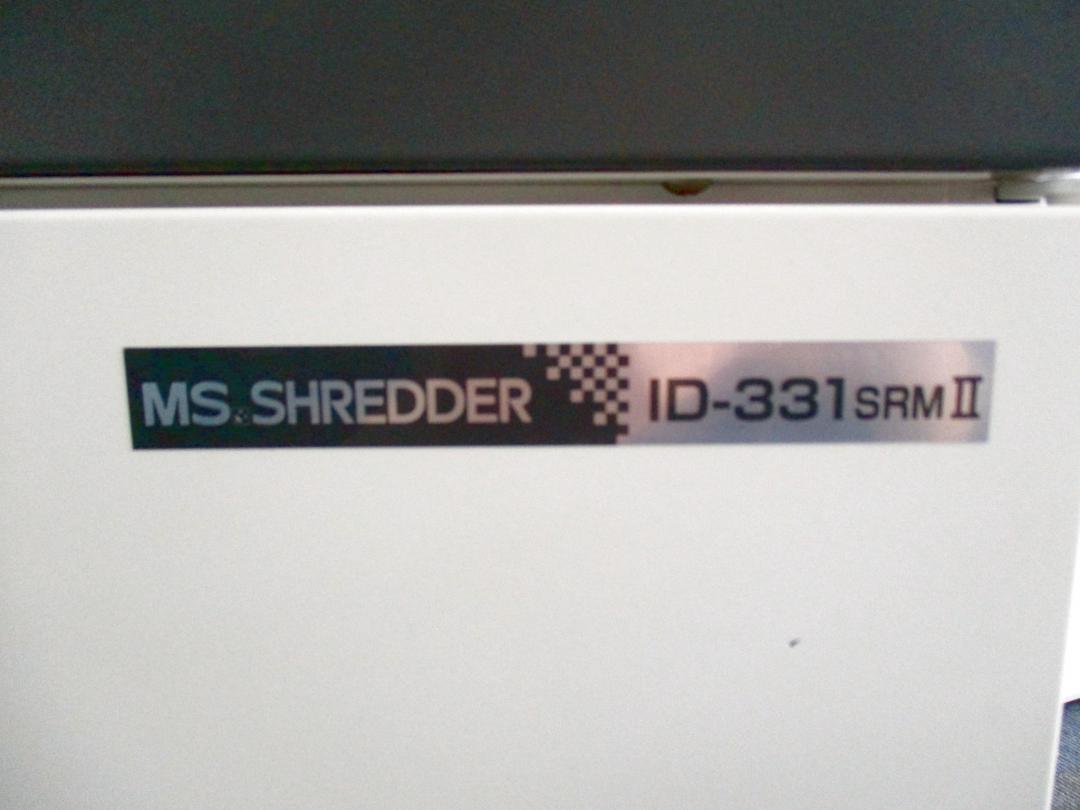 MS. SHREDDER ID-331SRMⅡ